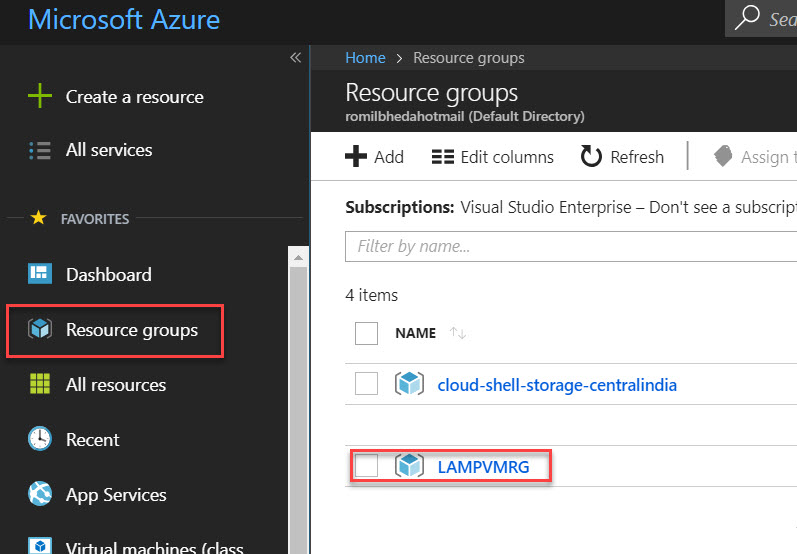 Microsoft Azure
Sea
«
Create a resource
All services
FAVORITES
Dashboard
Resource groups
All resources
Recent
App Services
Virtual machines (class
Home > Resource groups
Resource groups
romilbhedahotmail (Default Directory)
Add Edit columns Refresh Assign t
Subscriptions: Visual Studio Enterprise – Don't see a subscript
Filter by name...
4 items
NAME
cloud-shell-storage-centralindia
LAMPVMRG